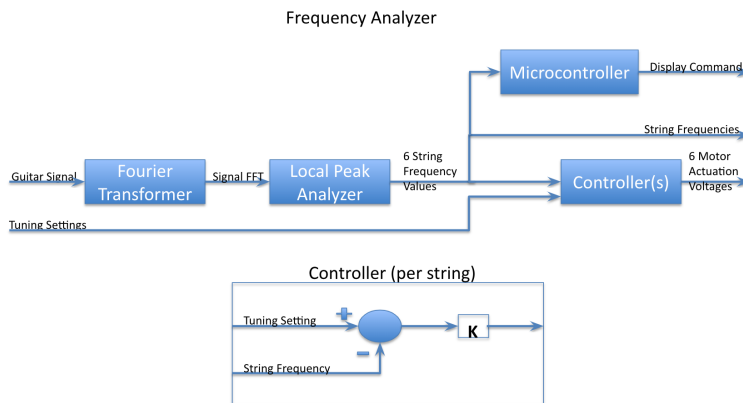 Frequency Analyzer
Microcontroller
Display Command
String Frequencies
Guitar Signal
Fourier
Transformer
Signal FFT
Local Peak
Analyzer
6 String
Frequency
Values
Controller(s)
6 Motor
Actuation
Voltages
Tuning Settings
Controller (per string)
+
Tuning Setting
K
−
String Frequency